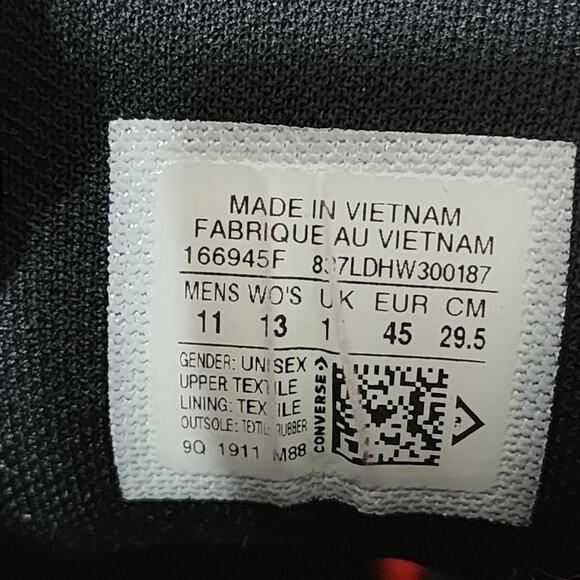 MADE IN VIETNAM
FABRIQUE AU VIETNAM
166945F
MENS WO'S UK EUR CM
11 13 45 29.5
GENDER: UNISEX
UPPER TEXTILE
LINING: TEXTILE
OUTSOLE: TEXTIL RUBBER
9Q 1911 M88
CONVERSE